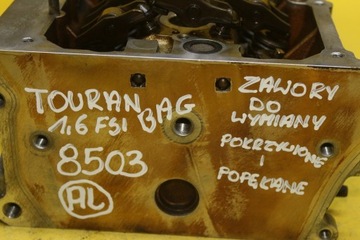 TOURAN BAG
1.6 FSI
8503
AL
ZAWORY
DO
WYMIANY
POKRZYWIONE
I
POPĘKANE